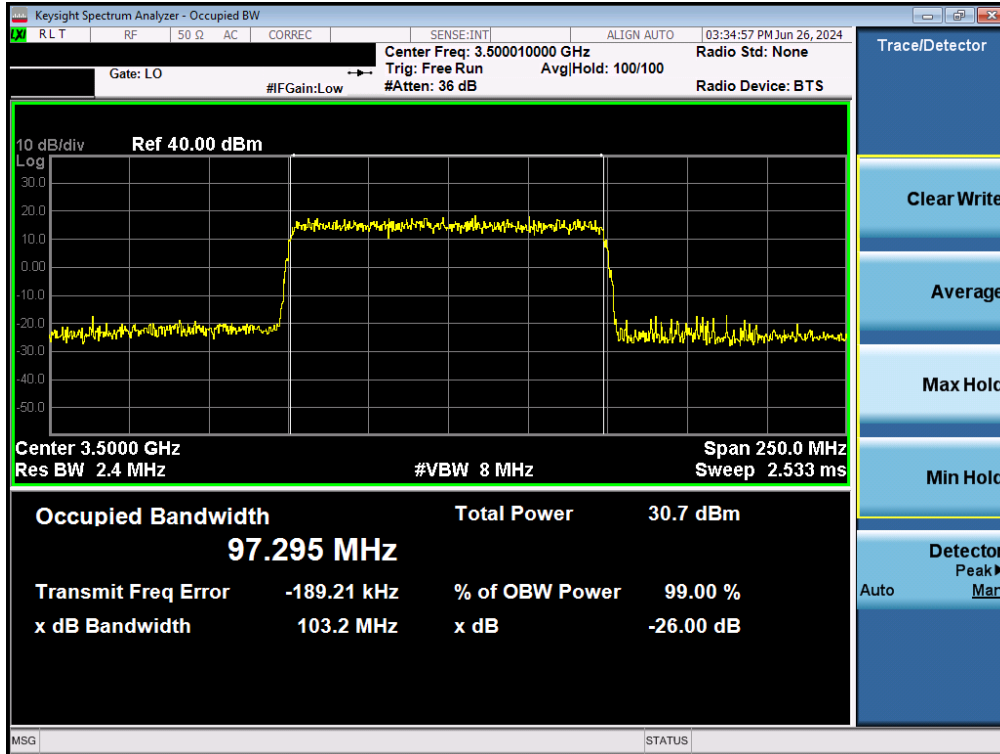 Keysight Spectrum Analyzer - Occupied BW
LXI RLT RF 50 Ω AC CORREC SENSE:INT ALIGN AUTO 03:34:57 PM Jun 26, 2024
Center Freq: 3.500010000 GHz Radio Std: None
Gate: LO Trig: Free Run Avg|Hold: 100/100
#IFGain:Low #Atten: 36 dB Radio Device: BTS
10 dB/div Ref 40.00 dBm
Log
30.0
20.0
10.0
0.00
-10.0
-20.0
-30.0
-40.0
-50.0
Center 3.5000 GHz Span 250.0 MHz
Res BW 2.4 MHz #VBW 8 MHz Sweep 2.533 ms
Occupied Bandwidth Total Power 30.7 dBm
97.295 MHz
Transmit Freq Error -189.21 kHz % of OBW Power 99.00 %
x dB Bandwidth 103.2 MHz x dB -26.00 dB
MSG STATUS
Trace/Detector
Clear Write
Average
Max Hold
Min Hold
Detector
Peak▶
Auto Man